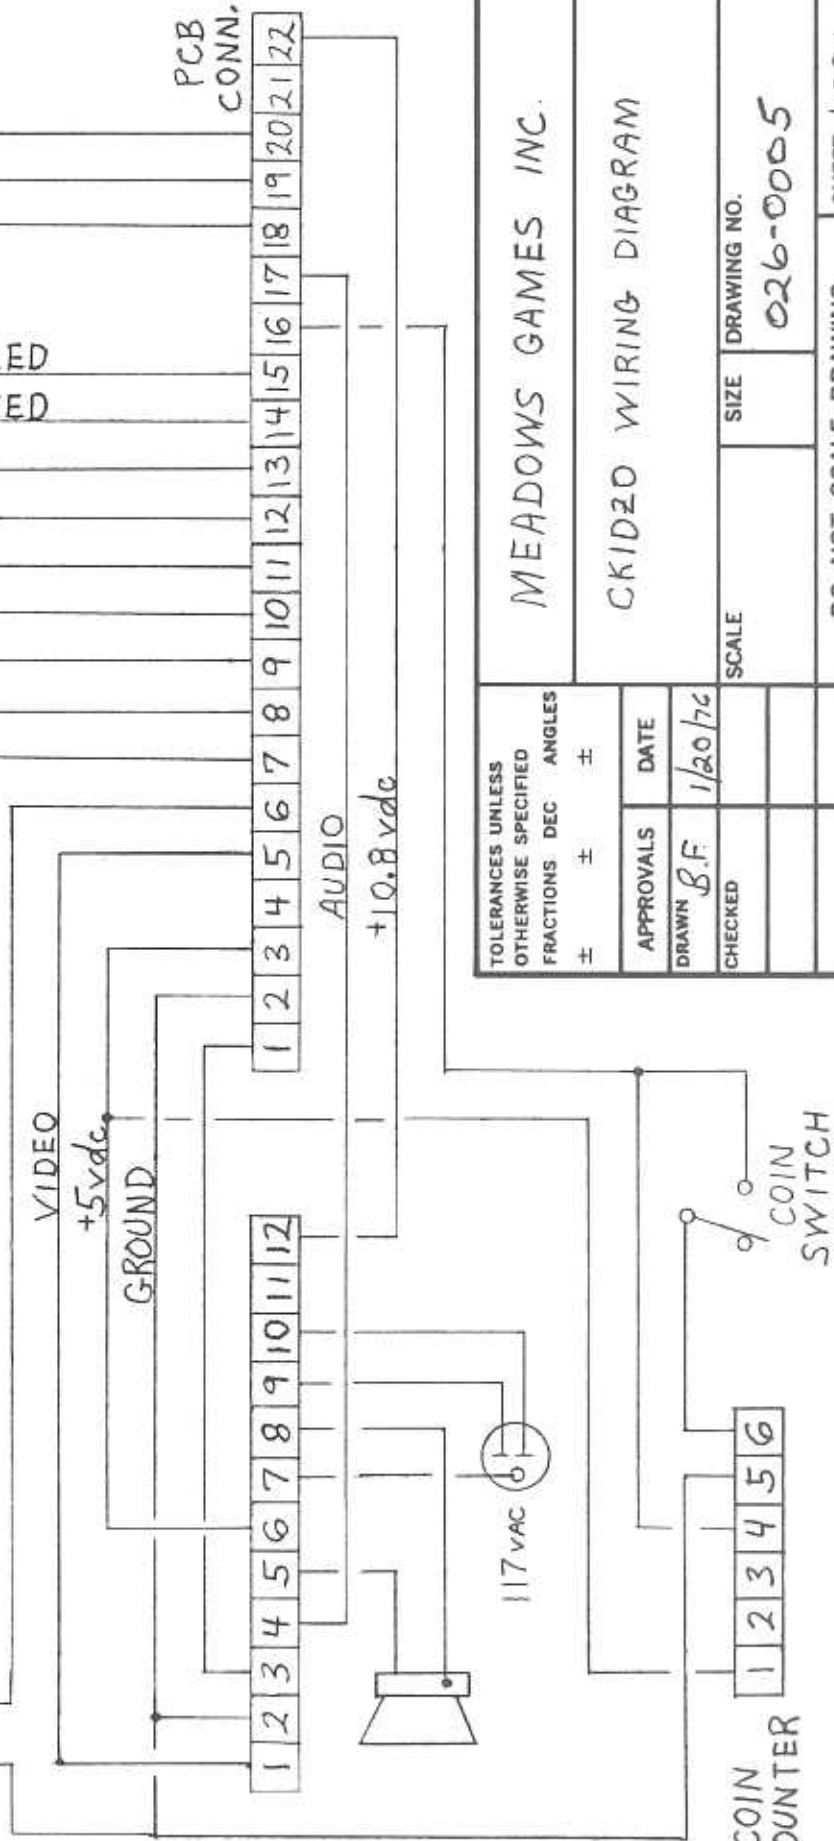 PCB
CONN.
1 2 3 4 5 6 7 8 9 10 11 12 13 14 15 16 17 18 19 20 21 22
VIDEO
+5vdc
GROUND
AUDIO
+10.8 vdc
1 2 3 4 5 6 7 8 9 10 11 12
117 VAC
COIN
SWITCH
1 2 3 4 5 6
COIN
OUNTER
ED
ED
TOLERANCES UNLESS
OTHERWISE SPECIFIED
FRACTIONS DEC ANGLES
± ± ±
APPROVALS DATE
DRAWN B.F. 1/20/76
CHECKED
MEADOWS GAMES INC.
CKIDZO WIRING DIAGRAM
SCALE
SIZE
DRAWING NO.
026-0005